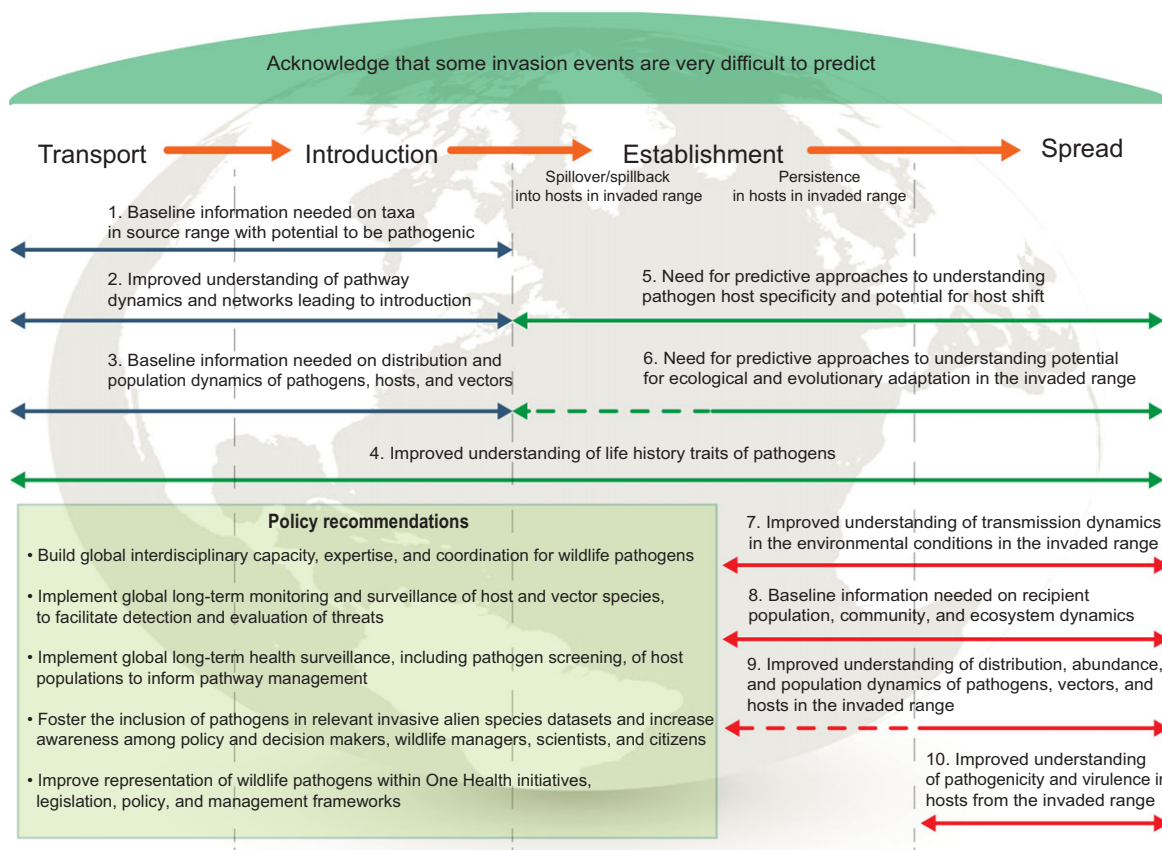 Acknowledge that some invasion events are very difficult to predict
Transport
Introduction
Establishment
Spread
Spillover/spillback
into hosts in invaded range
Persistence
in hosts in invaded range
1. Baseline information needed on taxa
in source range with potential to be pathogenic
2. Improved understanding of pathway
dynamics and networks leading to introduction
5. Need for predictive approaches to understanding
pathogen host specificity and potential for host shift
3. Baseline information needed on distribution and
population dynamics of pathogens, hosts, and vectors
6. Need for predictive approaches to understanding potential
for ecological and evolutionary adaptation in the invaded range
4. Improved understanding of life history traits of pathogens
Policy recommendations
• Build global interdisciplinary capacity, expertise, and coordination for wildlife pathogens
• Implement global long-term monitoring and surveillance of host and vector species,
to facilitate detection and evaluation of threats
• Implement global long-term health surveillance, including pathogen screening, of host
populations to inform pathway management
• Foster the inclusion of pathogens in relevant invasive alien species datasets and increase
awareness among policy and decision makers, wildlife managers, scientists, and citizens
• Improve representation of wildlife pathogens within One Health initiatives,
legislation, policy, and management frameworks
7. Improved understanding of transmission dynamics
in the environmental conditions in the invaded range
8. Baseline information needed on recipient
population, community, and ecosystem dynamics
9. Improved understanding of distribution, abundance,
and population dynamics of pathogens, vectors, and
hosts in the invaded range
10. Improved understanding
of pathogenicity and virulence in
hosts from the invaded range